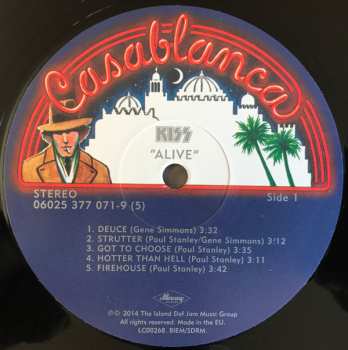 Casablanca
KISS
"ALIVE"
STEREO
06025 377 071-9 (5)
Side 1
1. DEUCE (Gene Simmons) 3:32
2. STRUTTER (Paul Stanley/Gene Simmons) 3:12
3. GOT TO CHOOSE (Paul Stanley) 3:35
4. HOTTER THAN HELL (Paul Stanley) 3:11
5. FIREHOUSE (Paul Stanley) 3:42
Mercury
℗ © 2014 The Island Def Jam Music Group
All rights reserved. Made in the EU.
LC00268. BIEM/SDRM.